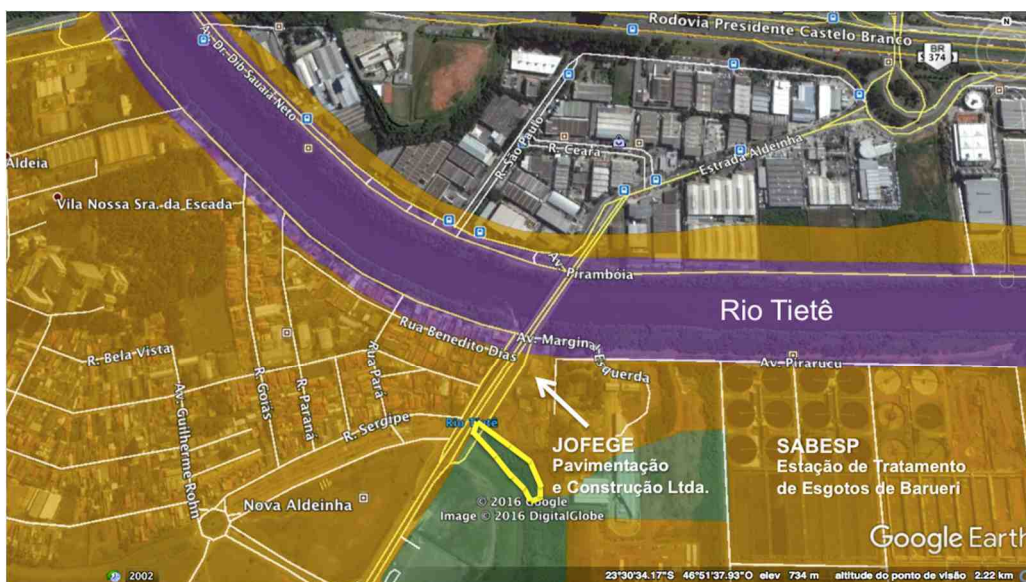 Rodovia Presidente Castelo Branco
N
BR
374
Av. Dr. Dib Sauaia Neto
R. São Paulo
R. Ceará
Estrada Aldeinha
Aldeia
Vila Nossa Sra. da Escada
Av. Pirambóia
Rio Tietê
Rua Benedito Dias
Av. Marginal Esquerda
Av. Pirarucu
R. Bela Vista
Av. Guilherme Rohn
R. Goiás
R. Paraná
Rua Pará
R. Sergipe
Rio Tietê
JOFEGE
Pavimentação
e Construção Ltda.
SABESP
Estação de Tratamento
de Esgotos de Barueri
Nova Aldeinha
© 2016 Google
Image © 2016 DigitalGlobe
Google Earth
2002
23°30'34.17"S 46°51'37.93"O elev 734 m altitude do ponto de visão 2.22 km